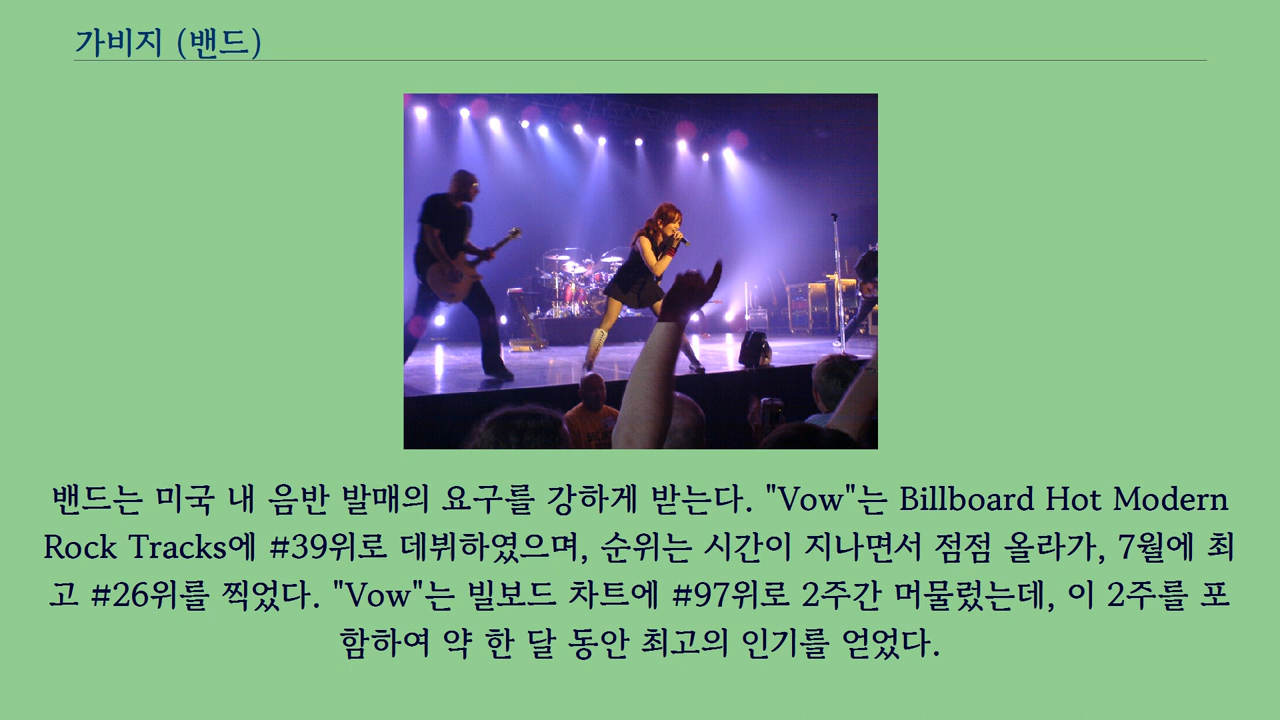 가비지 (밴드)
밴드는 미국 내 음반 발매의 요구를 강하게 받는다. "Vow"는 Billboard Hot Modern
Rock Tracks에 #39위로 데뷔하였으며, 순위는 시간이 지나면서 점점 올라가, 7월에 최
고 #26위를 찍었다. "Vow"는 빌보드 차트에 #97위로 2주간 머물렀는데, 이 2주를 포
함하여 약 한 달 동안 최고의 인기를 얻었다.